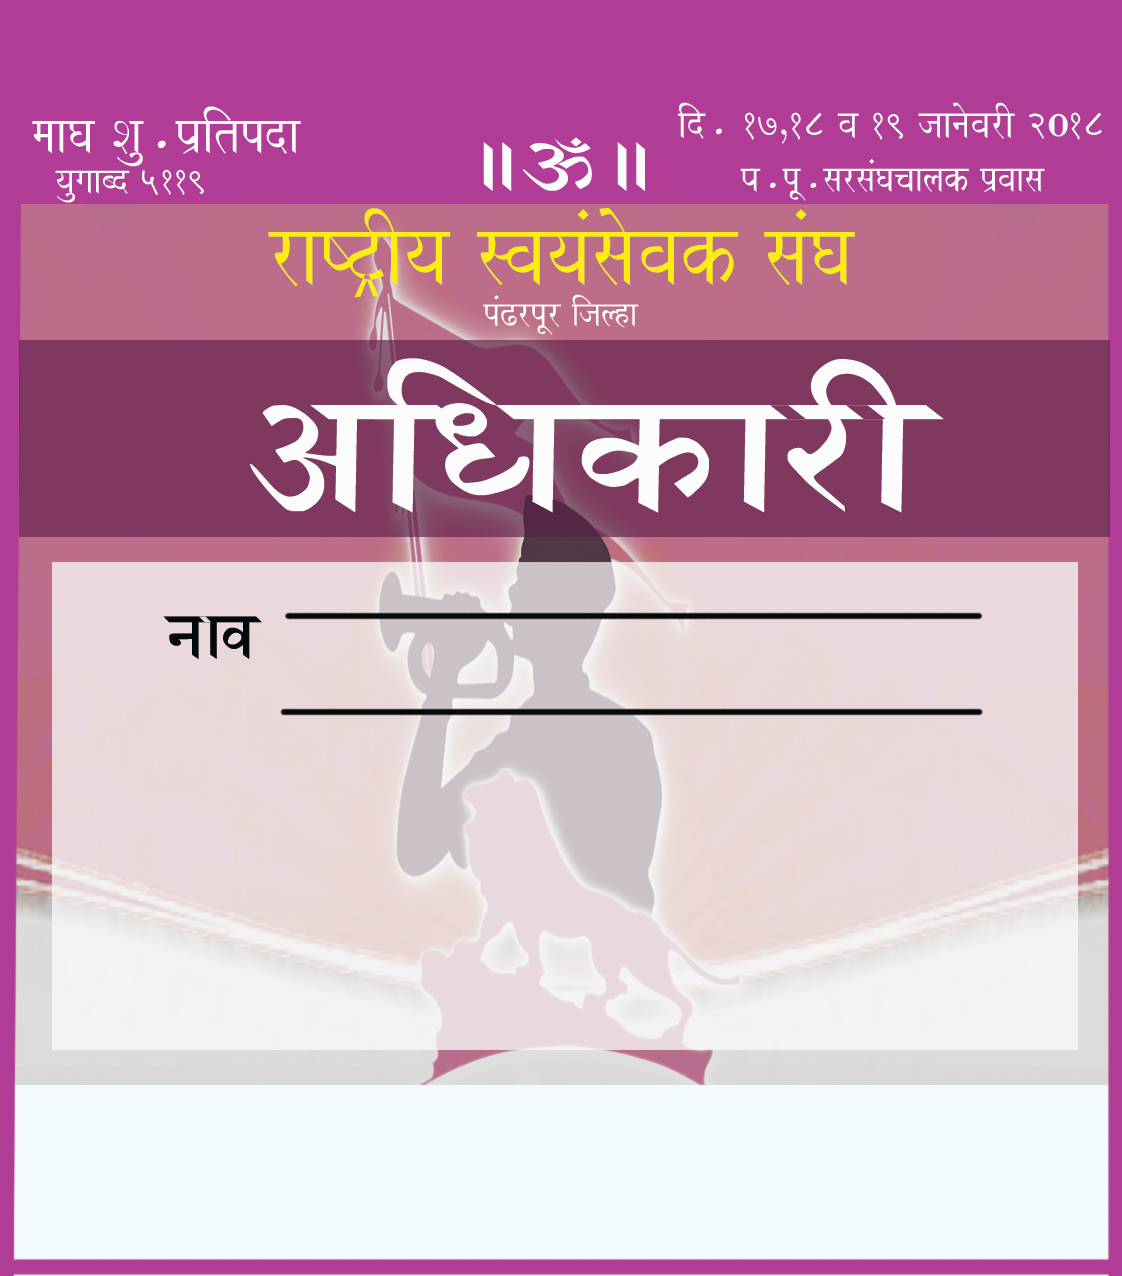 माघ शु . प्रतिपदा
युगाब्द ५११९
॥ॐ॥
दि . १७,१८ व १९ जानेवरी २०१८
प . पू . सरसंघचालक प्रवास
राष्ट्रीय स्वयंसेवक संघ
पंढरपूर जिल्हा
अधिकारी
नाव